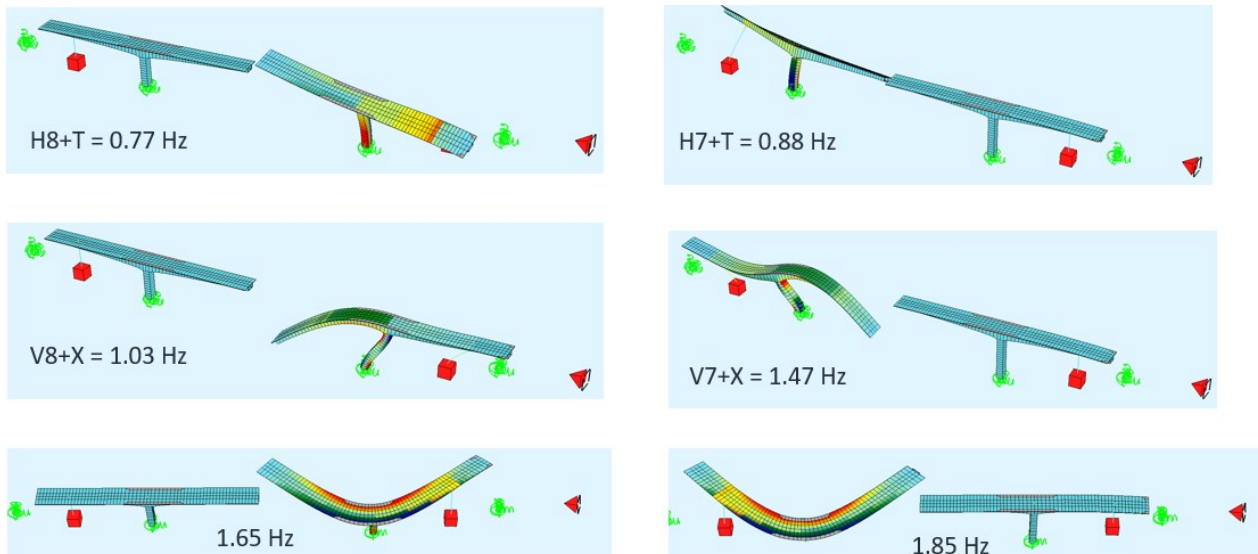 H8+T = 0.77 Hz
H7+T = 0.88 Hz
V8+X = 1.03 Hz
V7+X = 1.47 Hz
1.65 Hz
1.85 Hz